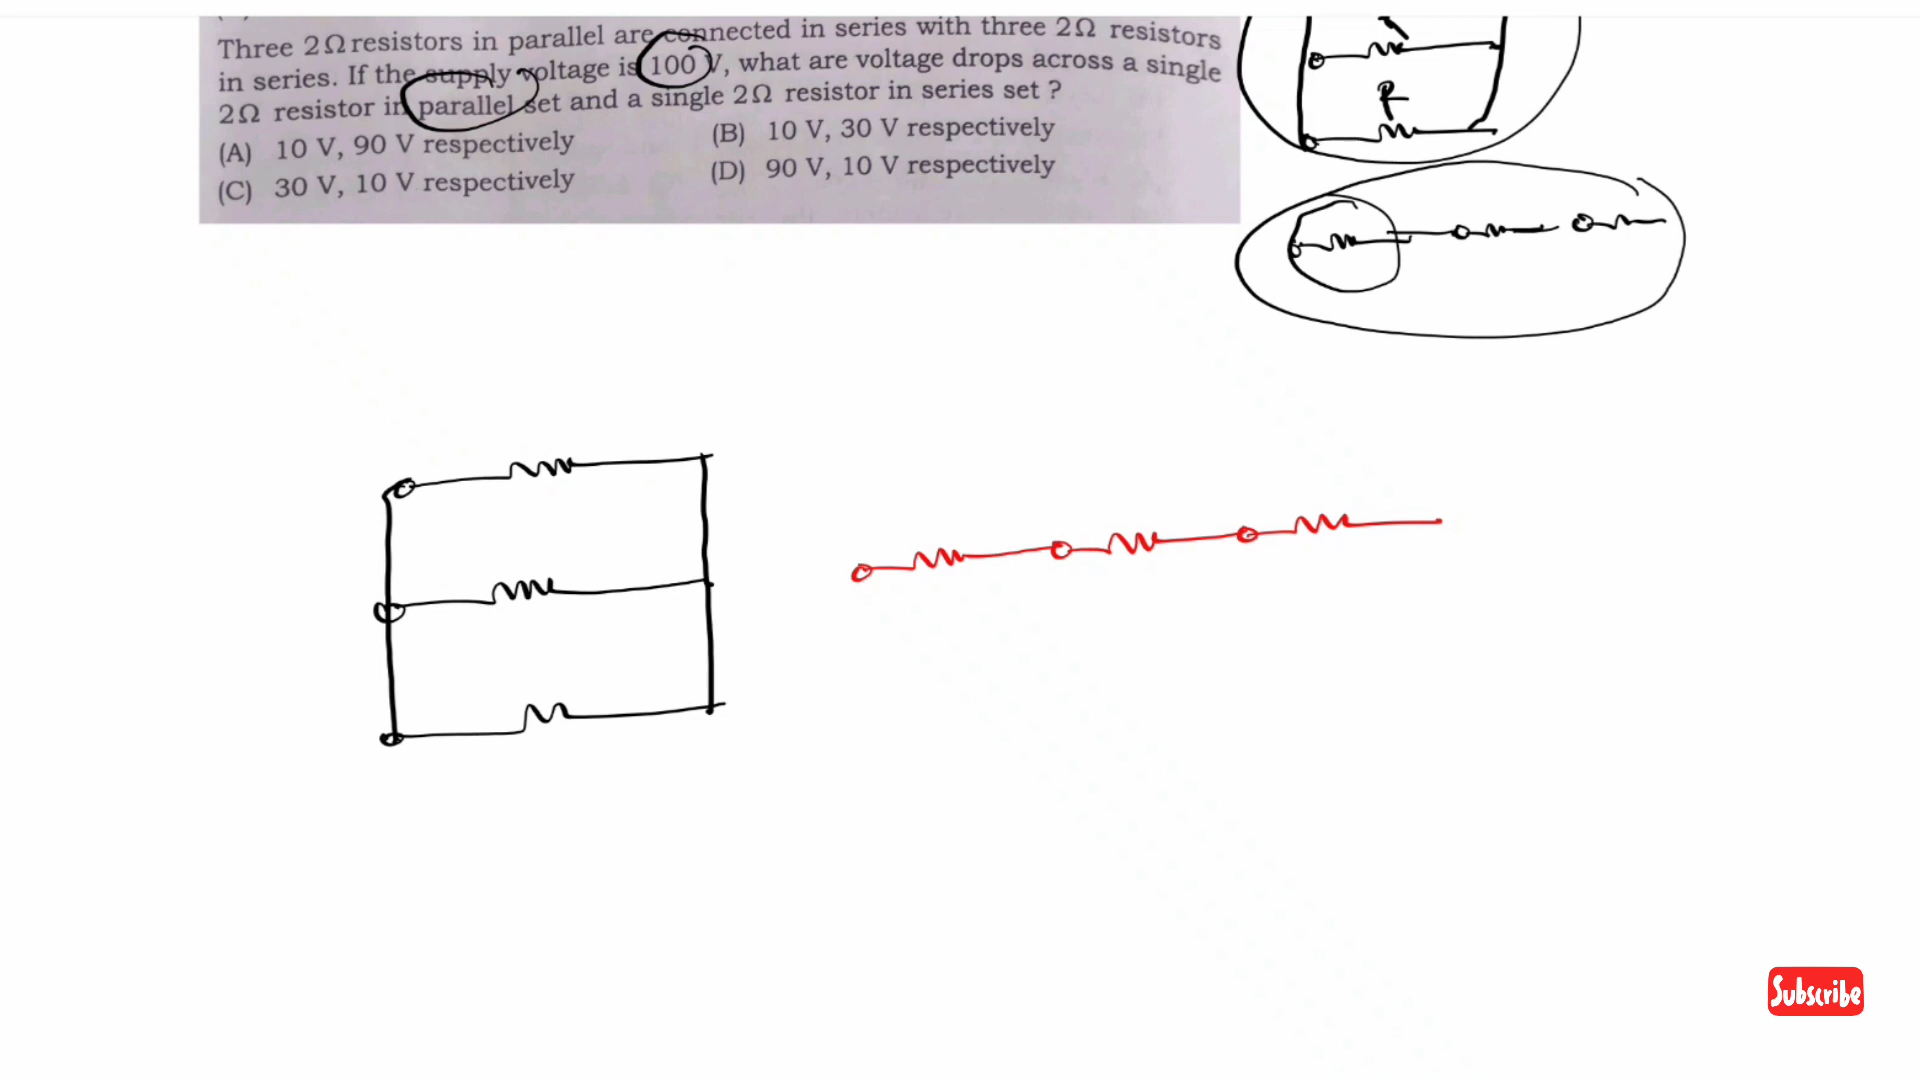 Three 2Ω resistors in parallel are connected in series with three 2Ω resistors
in series. If the supply voltage is 100 V, what are voltage drops across a single
2Ω resistor in parallel set and a single 2Ω resistor in series set ?
(A) 10 V, 90 V respectively
(B) 10 V, 30 V respectively
(C) 30 V, 10 V respectively
(D) 90 V, 10 V respectively
R
Subscribe